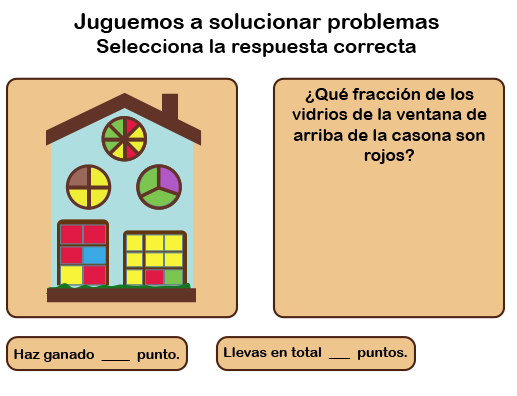 Juguemos a solucionar problemas
Selecciona la respuesta correcta
¿Qué fracción de los
vidrios de la ventana de
arriba de la casona son
rojos?
Haz ganado ____ punto.
Llevas en total ___ puntos.